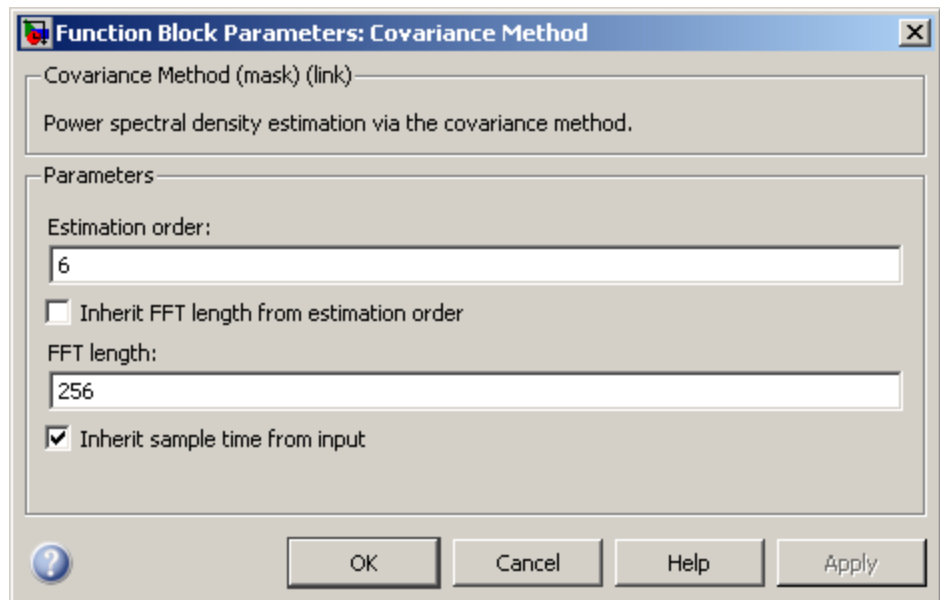 Function Block Parameters: Covariance Method
Covariance Method (mask) (link)
Power spectral density estimation via the covariance method.
Parameters
Estimation order:
6
Inherit FFT length from estimation order
FFT length:
256
Inherit sample time from input
OK Cancel Help Apply